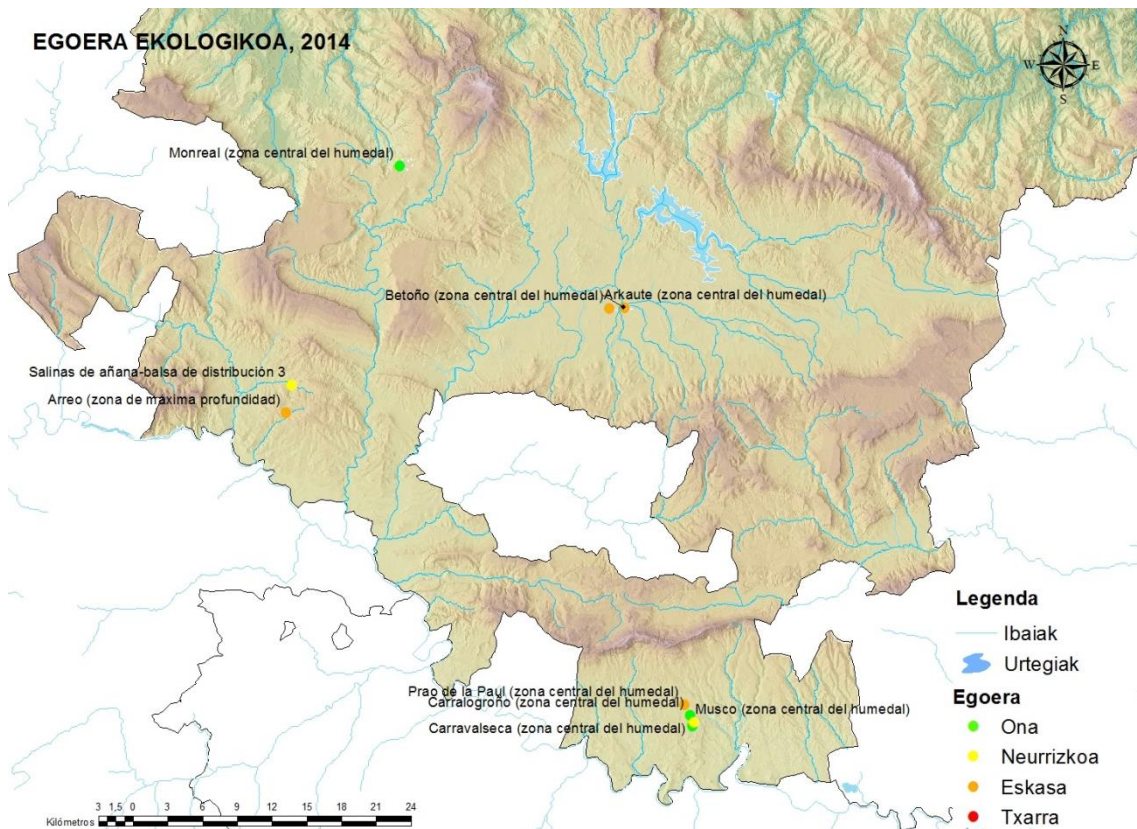 EGOERA EKOLOGIKOA, 2014
N
W E
S
Monreal (zona central del humedal)
Betoño (zona central del humedal)
Arkaute (zona central del humedal)
Salinas de añana-balsa de distribución 3
Arreo (zona de máxima profundidad)
Prao de la Paul (zona central del humedal)
Carralogroño (zona central del humedal)
Musco (zona central del humedal)
Carravalseca (zona central del humedal)
Legenda
Ibaiak
Urtegiak
Egoera
Ona
Neurrizkoa
Eskasa
Txarra
3 1,5 0 3 6 9 12 15 18 21 24
Kilómetros